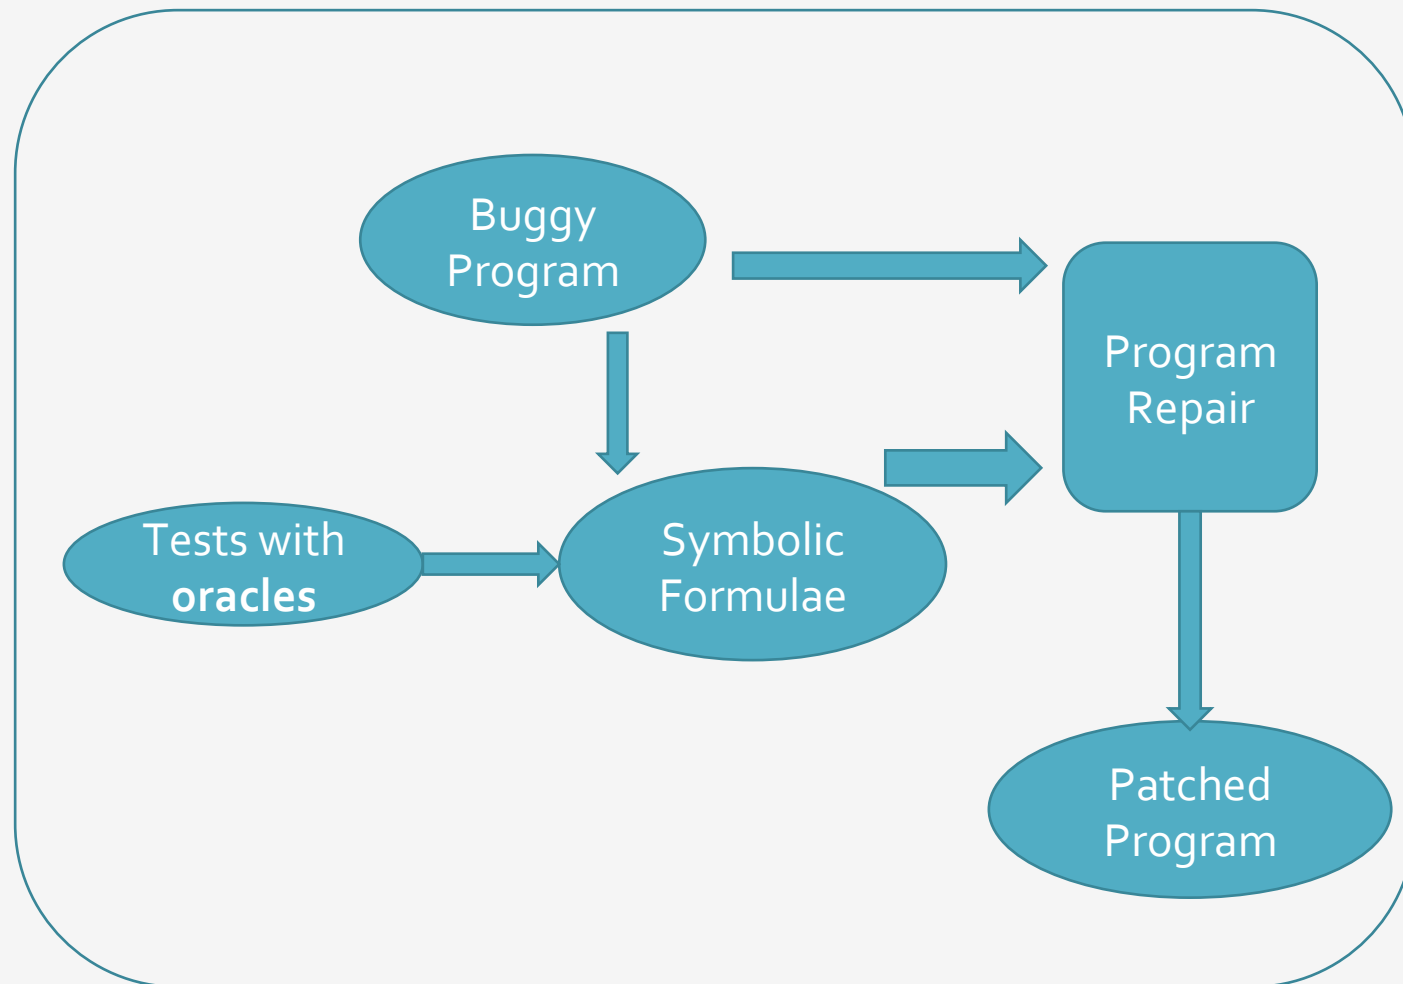 Buggy
Program
Program
Repair
Tests with
oracles
Symbolic
Formulae
Patched
Program